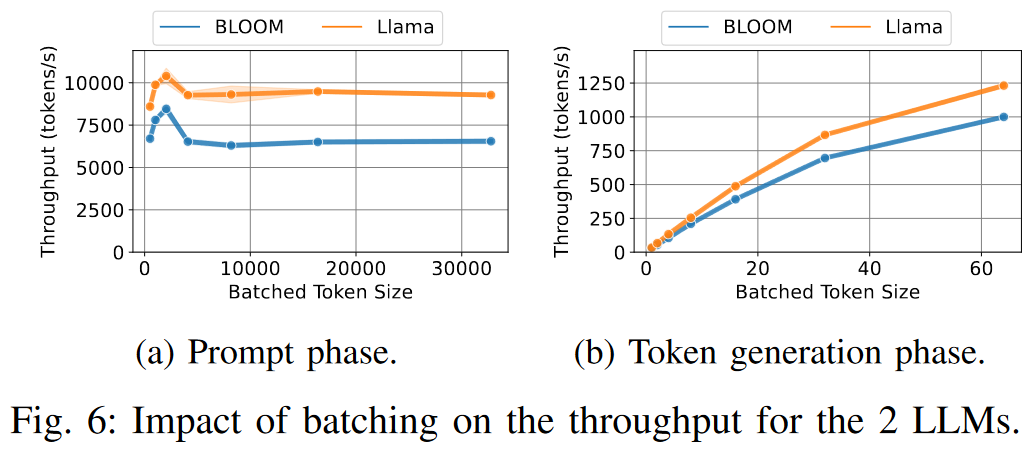 BLOOM Llama
Throughput (tokens/s)
10000
7500
5000
2500
0
0 10000 20000 30000
Batched Token Size
(a) Prompt phase.
BLOOM Llama
Throughput (tokens/s)
1250
1000
750
500
250
0
0 20 40 60
Batched Token Size
(b) Token generation phase.
Fig. 6: Impact of batching on the throughput for the 2 LLMs.